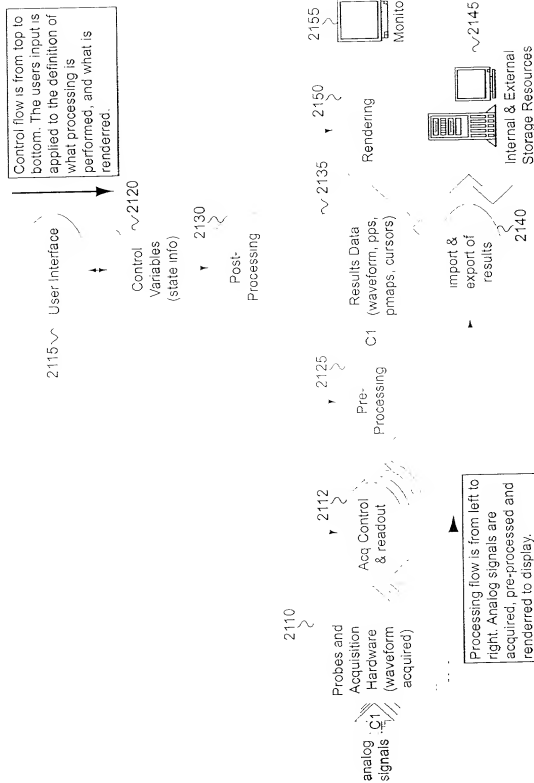 Control flow is from top to
bottom. The users input is
applied to the definition of
what processing is
performed, and what is
renderred.
2115
User Interface
2120
Control
Variables
(state info)
2130
Post-
Processing
2155
Monito
2150
Rendering
2145
Internal & External
Storage Resources
2135
Results Data
(waveform, pps,
pmaps, cursors)
C1
2140
import &
export of
results
2125
Pre-
Processing
2112
Acq Control
& readout
2110
Probes and
Acquisition
Hardware
(waveform
acquired)
analog
signals
C1
Processing flow is from left to
right. Analog signals are
acquired, pre-processed and
renderred to display.